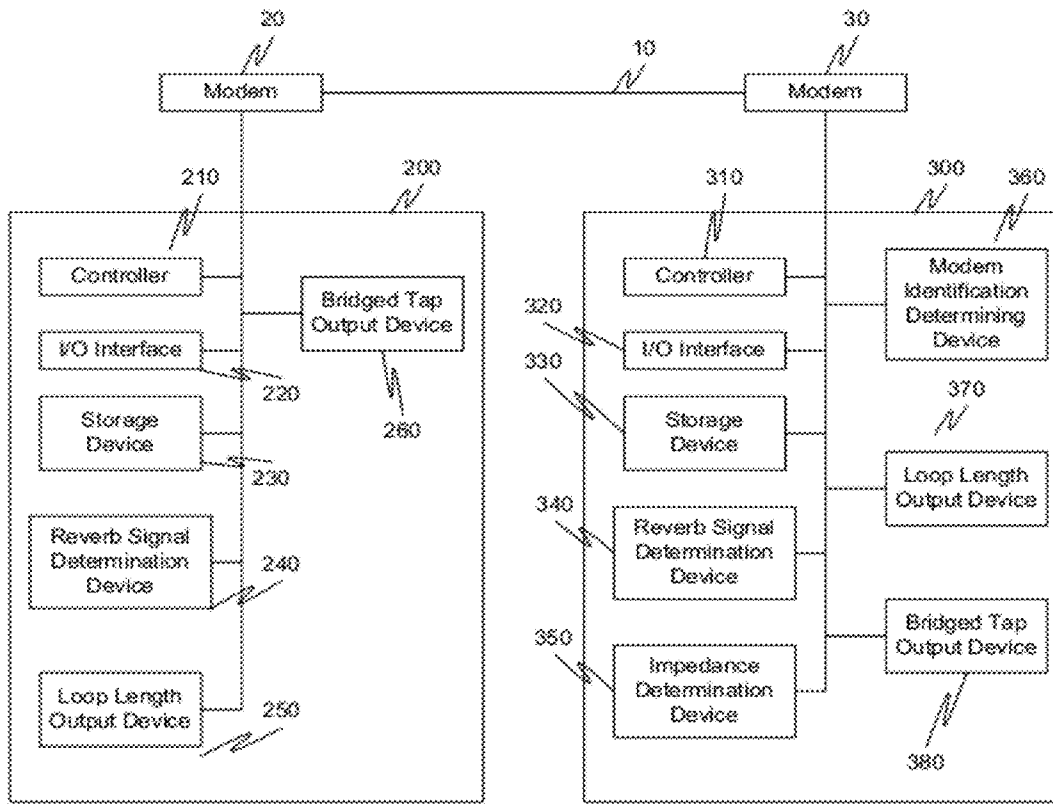 20
10
30
Modem
Modem
210
200
310
300
360
Controller
Bridged Tap
Output Device
I/O Interface
220
260
Storage
Device
230
Reverb Signal
Determination
Device
240
Loop Length
Output Device
250
Controller
Modem
Identification
Determining
Device
320
I/O Interface
330
370
Storage
Device
Loop Length
Output Device
340
Reverb Signal
Determination
Device
350
Bridged Tap
Output Device
Impedance
Determination
Device
380